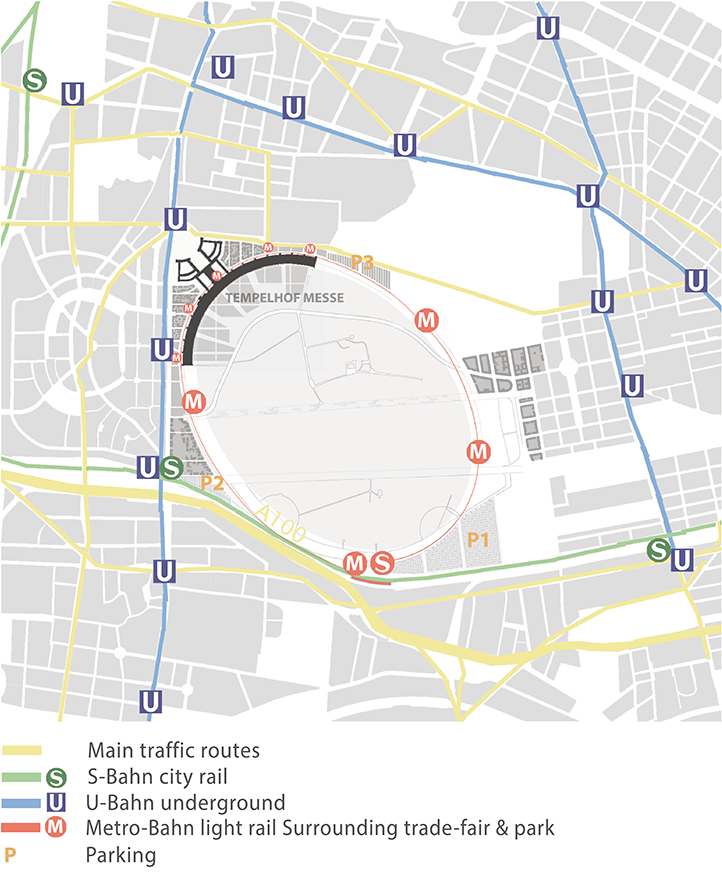 U
U
S
U
U
U
U
U
M
M
P3
M
TEMPELHOF MESSE
U
M
U
M
U
M
U
M
M
U
S
P2
A100
P1
S
U
M
S
U
U
Main traffic routes
S S-Bahn city rail
U U-Bahn underground
M Metro-Bahn light rail Surrounding trade-fair & park
P Parking